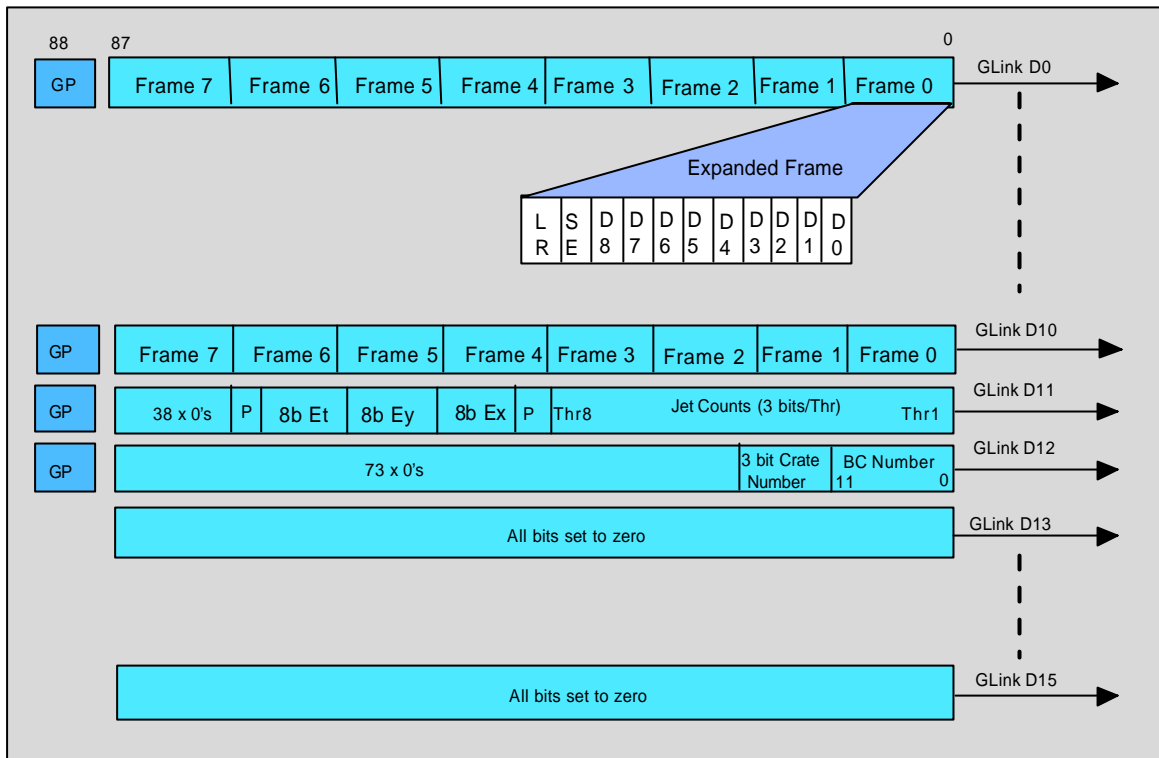 88 87 0
GP Frame 7 Frame 6 Frame 5 Frame 4 Frame 3 Frame 2 Frame 1 Frame 0 GLink D0
Expanded Frame
L R S E D 8 D 7 D 6 D 5 D 4 D 3 D 2 D 1 D 0
GP Frame 7 Frame 6 Frame 5 Frame 4 Frame 3 Frame 2 Frame 1 Frame 0 GLink D10
GP 38 x 0's P 8b Et 8b Ey 8b Ex P Thr8 Jet Counts (3 bits/Thr) Thr1 GLink D11
GP 73 x 0's 3 bit Crate Number BC Number 11 0 GLink D12
All bits set to zero GLink D13
All bits set to zero GLink D15